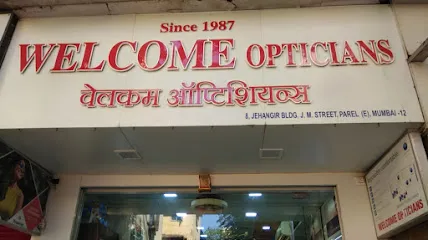 Since 1987
WELCOME OPTICIANS
वेलकम ऑप्टिशियन्स
8, JEHANGIR BLDG. J. M. STREET, PAREL (E), MUMBAI -12
WELCOME OPTICIANS